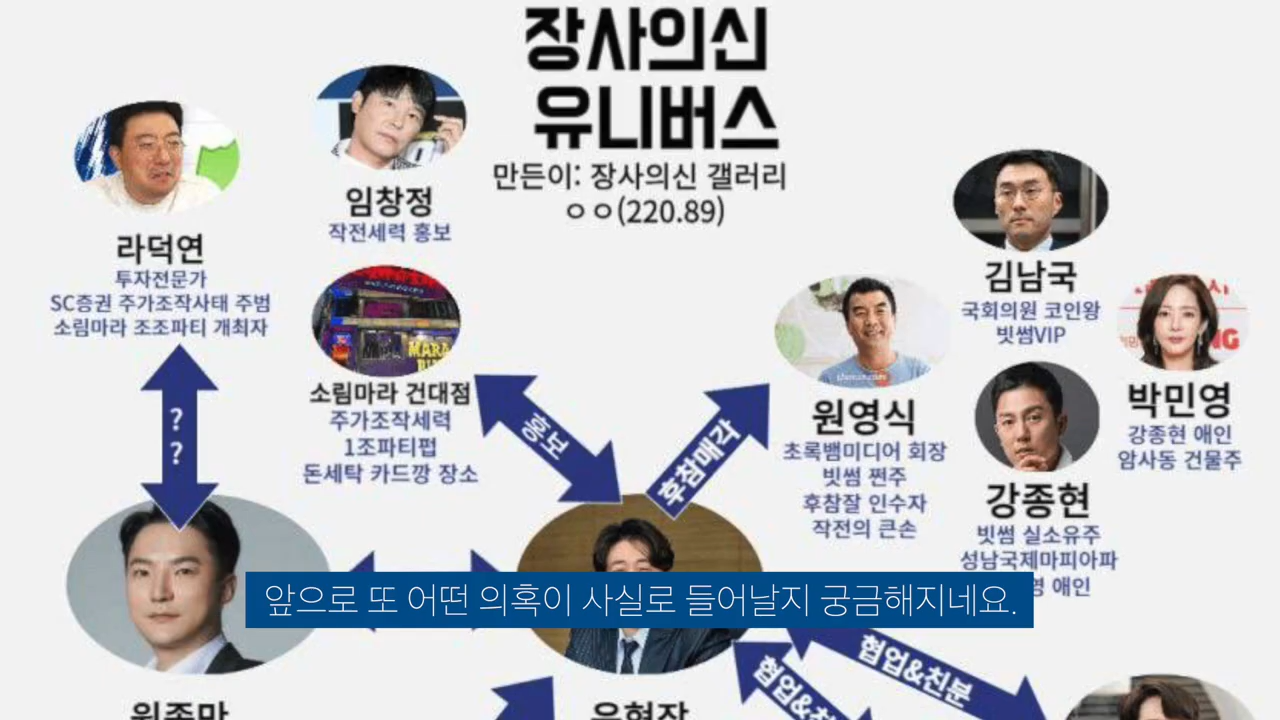 장사의신
유니버스
만든이: 장사의신 갤러리
ㅇㅇ(220.89)
라덕연
투자전문가
SC증권 주가조작사태 주범
소림마라 조조파티 개최자
임창정
작전세력 홍보
소림마라 건대점
주가조작세력
1조파티펍
돈세탁 카드깡 장소
?
?
홍보
후참매각
원영식
초록뱀미디어 회장
빗썸 쩐주
후참잘 인수자
작전의 큰손
김남국
국회의원 코인왕
빗썸VIP
강종현
빗썸 실소유주
성남국제마피아파
애인
박민영
강종현 애인
암사동 건물주
MARA
앞으로 또 어떤 의혹이 사실로 들어날지 궁금해지네요.
협업&친분
협업&친